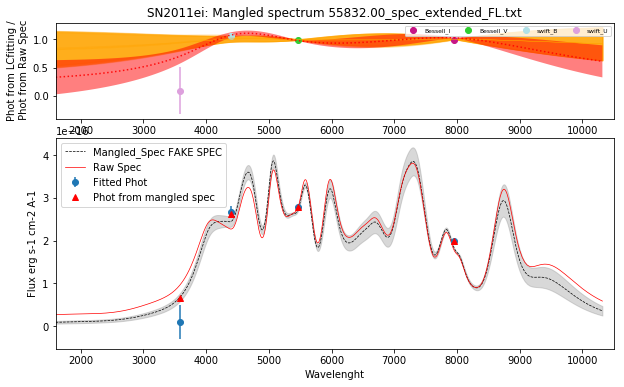 SN2011ei: Mangled spectrum 55832.00_spec_extended_FL.txt
Phot from LCfitting /
Phot from Raw Spec
1.0
0.5
0.0
Bessell_I
Bessell_V
swift_B
swift_U
2000 3000 4000 5000 6000 7000 8000 9000 10000
1e−16
Flux erg s-1 cm-2 A-1
4
3
2
1
0
Mangled_Spec FAKE SPEC
Raw Spec
Fitted Phot
Phot from mangled spec
2000 3000 4000 5000 6000 7000 8000 9000 10000
Wavelenght